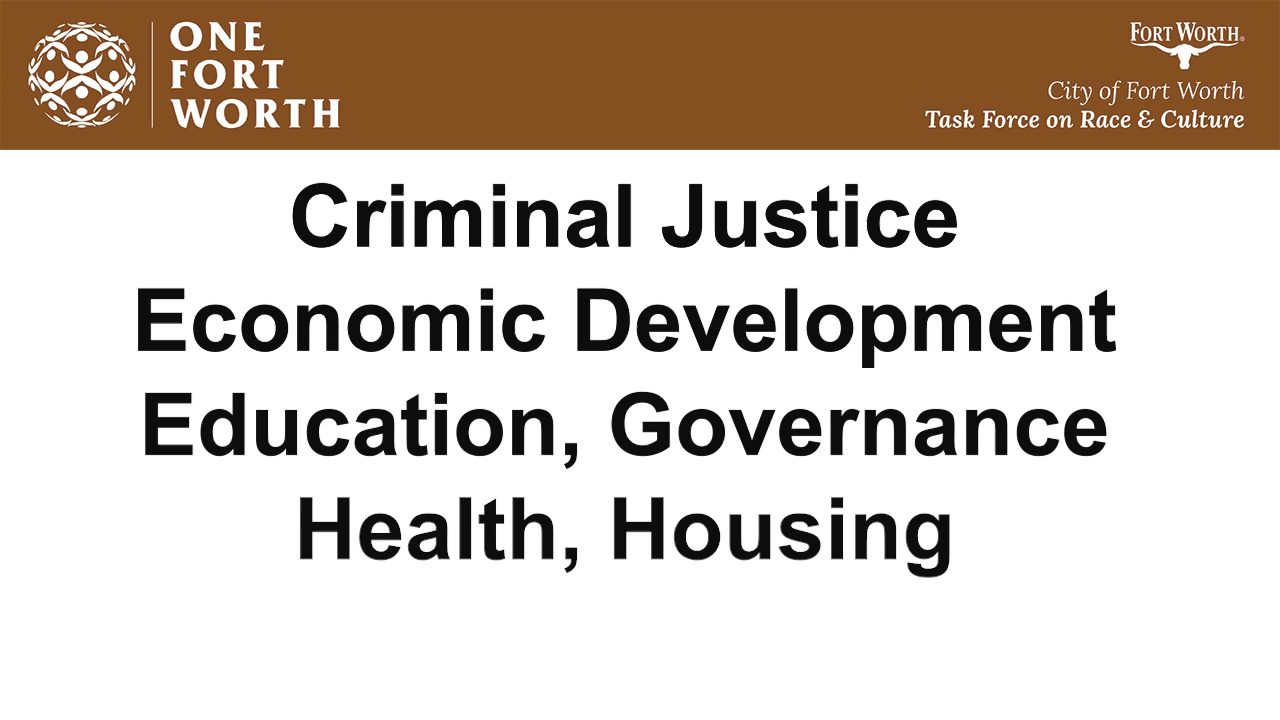 ONE
FORT
WORTH
FORT WORTH®
City of Fort Worth
Task Force on Race & Culture
Criminal Justice
Economic Development
Education, Governance
Health, Housing